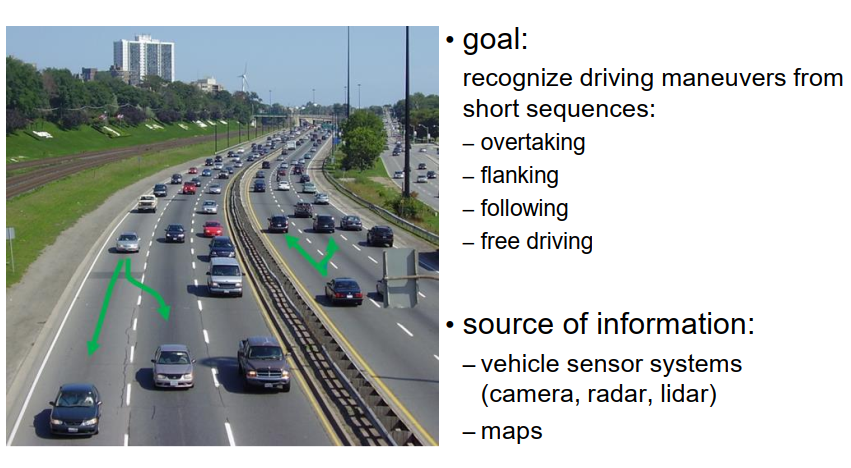 • goal:
recognize driving maneuvers from
short sequences:
– overtaking
– flanking
– following
– free driving
• source of information:
– vehicle sensor systems
(camera, radar, lidar)
– maps